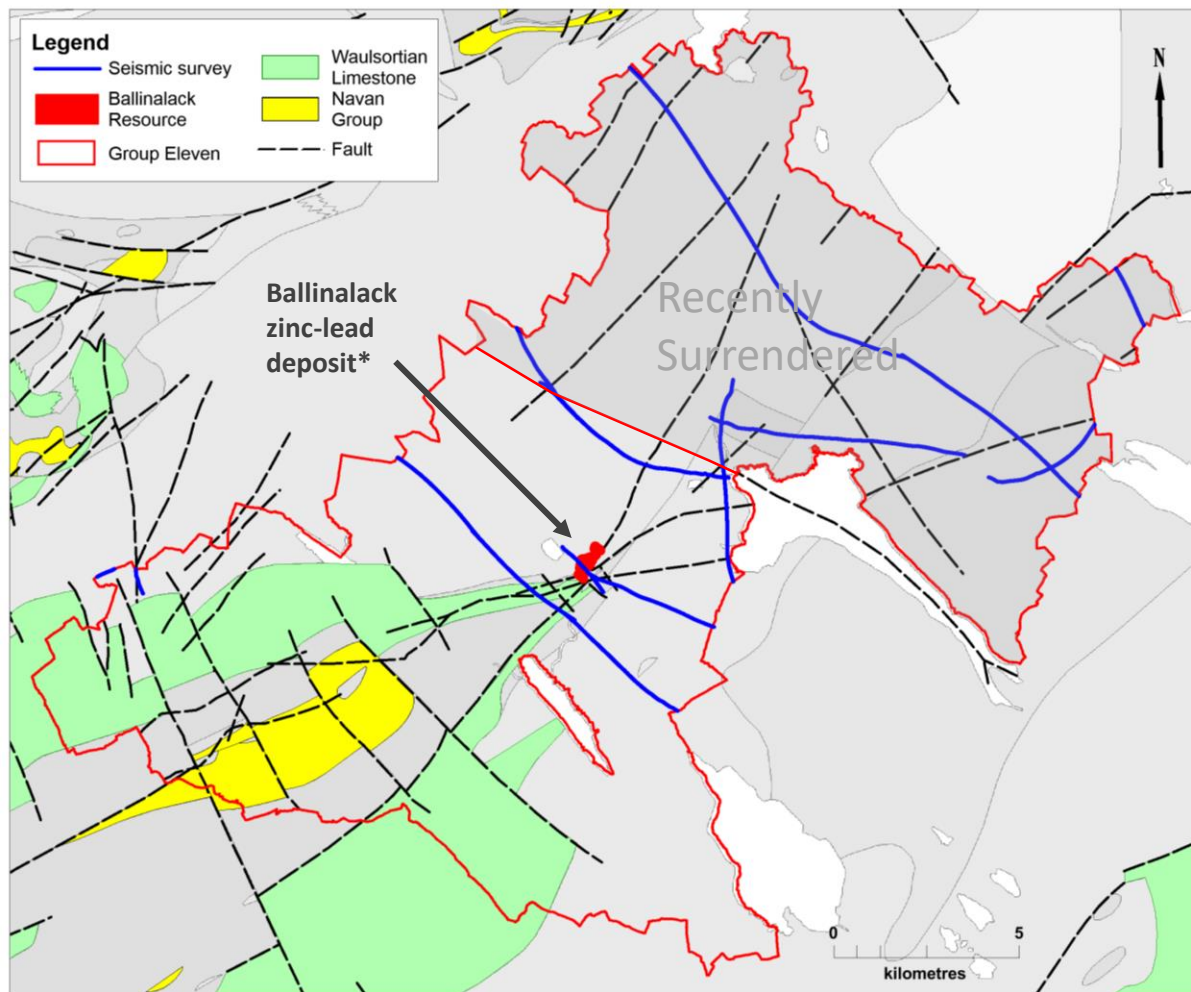 Legend
Seismic survey
Ballinalack
Resource
Group Eleven
Waulsortian
Limestone
Navan
Group
Fault
N
Ballinalack
zinc-lead
deposit*
Recently
Surrendered
0 5
kilometres